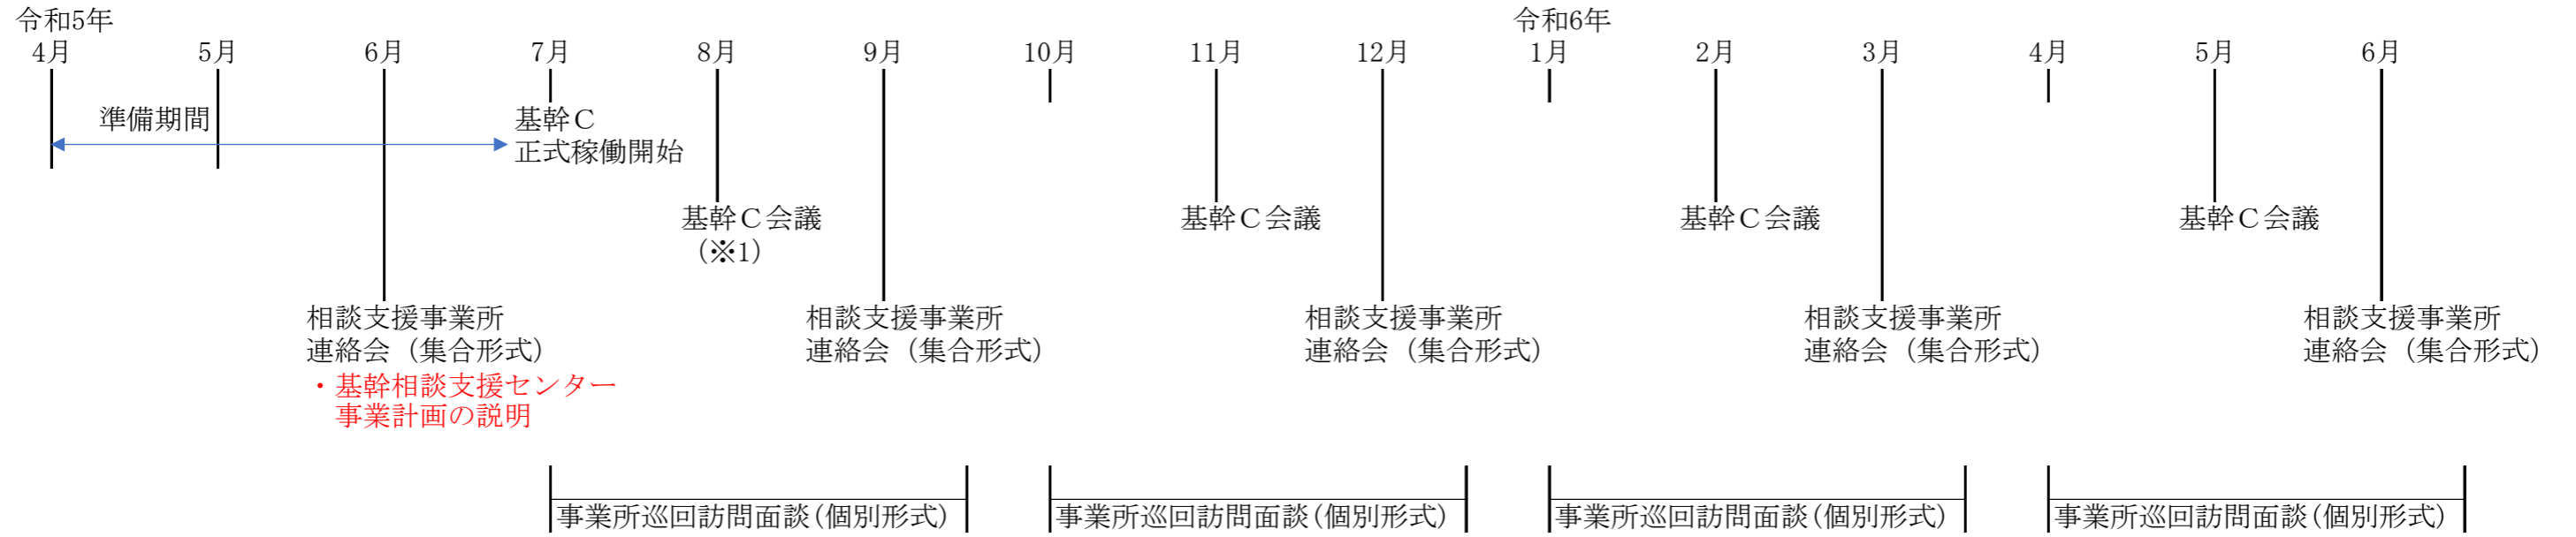 令和5年
令和6年
4月
5月
6月
7月
8月
9月
10月
11月
12月
1月
2月
3月
4月
5月
6月
準備期間
基幹C
正式稼働開始
基幹C会議
(※1)
基幹C会議
基幹C会議
基幹C会議
相談支援事業所
連絡会（集合形式）
・基幹相談支援センター
事業計画の説明
相談支援事業所
連絡会（集合形式）
相談支援事業所
連絡会（集合形式）
相談支援事業所
連絡会（集合形式）
相談支援事業所
連絡会（集合形式）
事業所巡回訪問面談(個別形式)
事業所巡回訪問面談(個別形式)
事業所巡回訪問面談(個別形式)
事業所巡回訪問面談(個別形式)